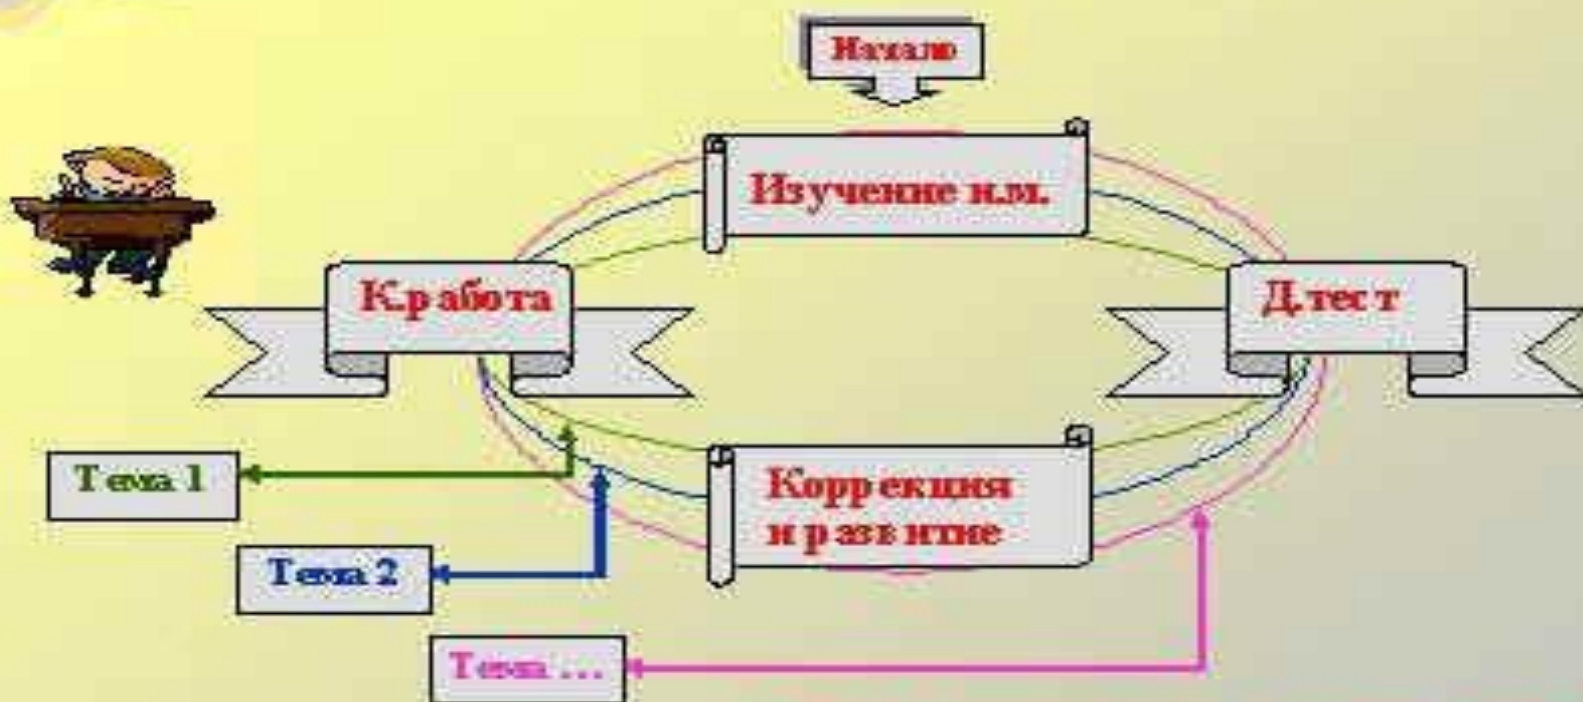 Начало
Изучение н.м.
К.работа
Д.тест
Коррекция
и развитие
Тема 1
Тема 2
Тема ...